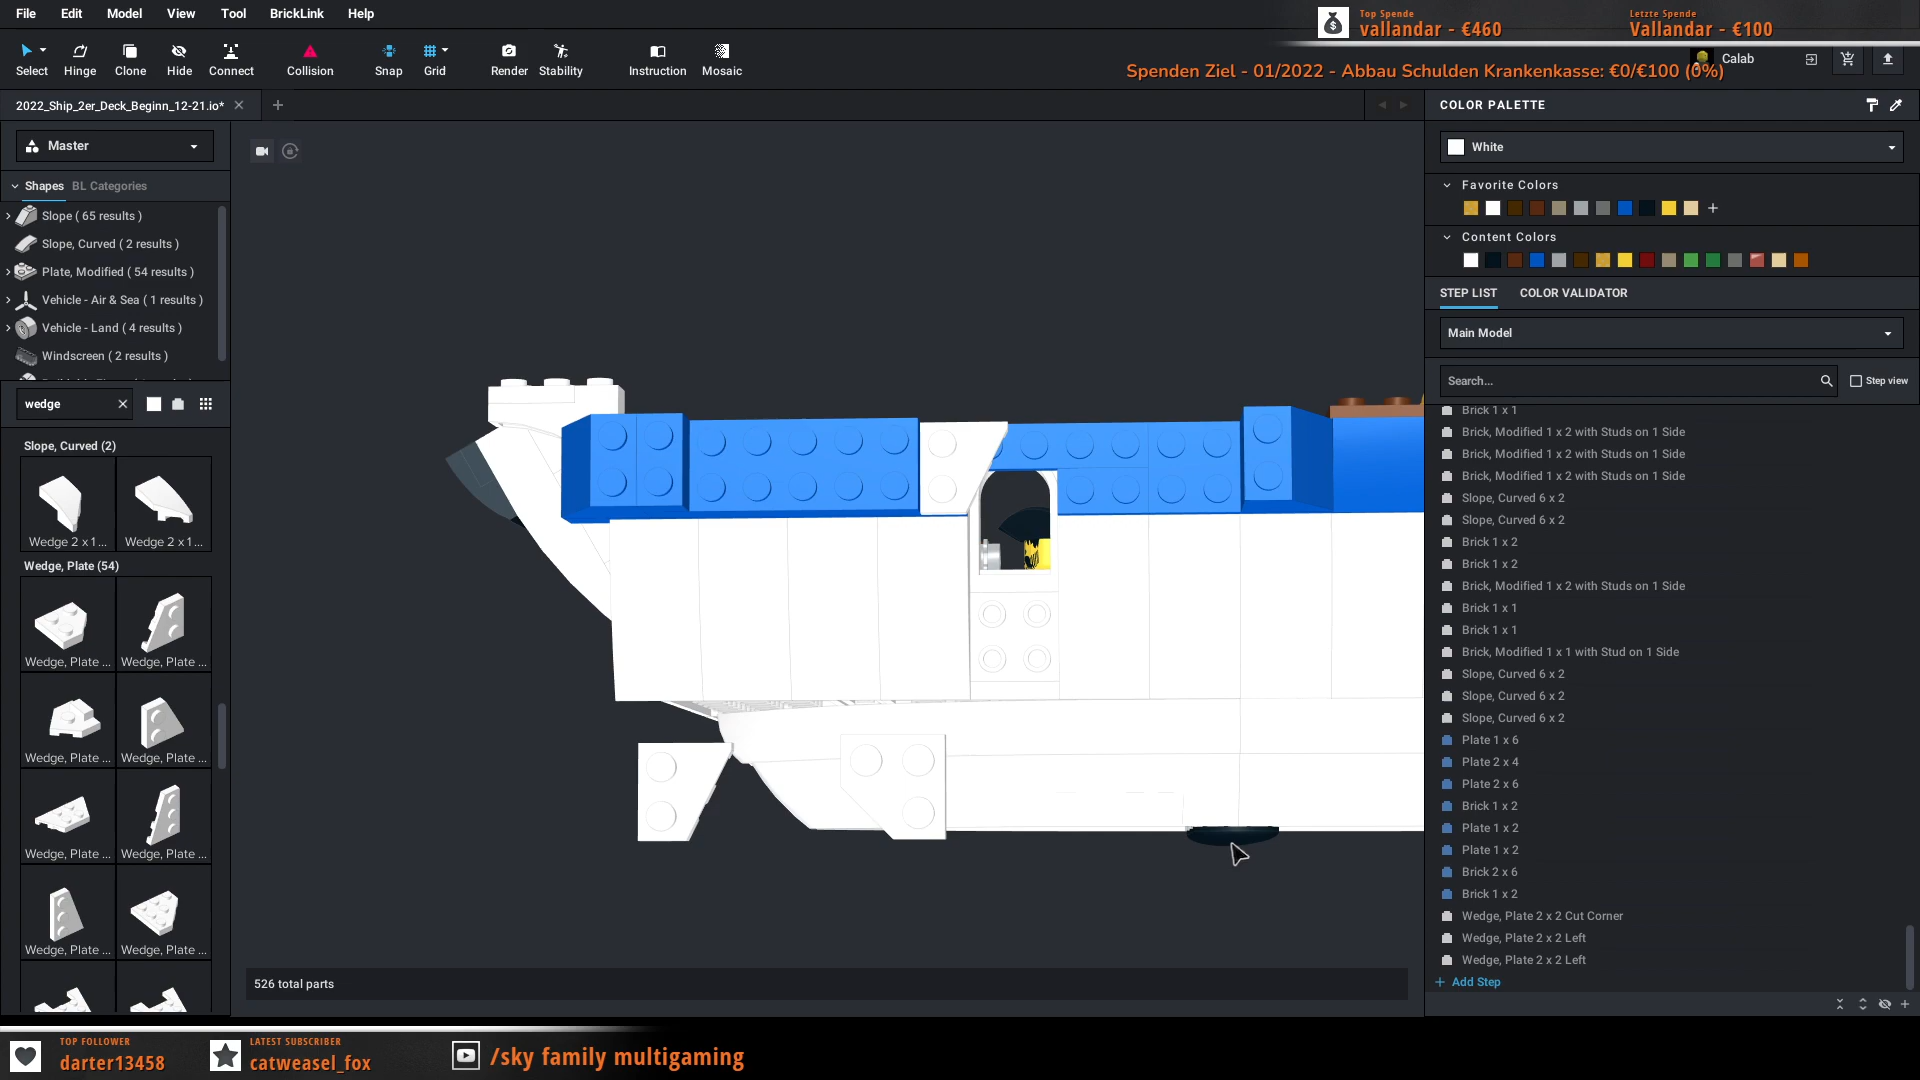 File Edit Model View Tool BrickLink Help
Top Spende
vallandar - €460
Letzte Spende
Vallandar - €100
Select Hinge Clone Hide Connect Collision Snap Grid Render Stability Instruction Mosaic
Calab
Spenden Ziel - 01/2022 - Abbau Schulden Krankenkasse: €0/€100 (0%)
2022_Ship_2er_Deck_Beginn_12-21.io*
Master
Shapes BL Categories
Slope ( 65 results )
Slope, Curved ( 2 results )
Plate, Modified ( 54 results )
Vehicle - Air & Sea ( 1 results )
Vehicle - Land ( 4 results )
Windscreen ( 2 results )
wedge
Slope, Curved (2)
Wedge 2 x 1... Wedge 2 x 1...
Wedge, Plate (54)
Wedge, Plate ... Wedge, Plate ...
Wedge, Plate ... Wedge, Plate ...
Wedge, Plate ... Wedge, Plate ...
Wedge, Plate ... Wedge, Plate ...
526 total parts
COLOR PALETTE
White
Favorite Colors
Content Colors
STEP LIST COLOR VALIDATOR
Main Model
Search...
Step view
Brick 1 x 1
Brick, Modified 1 x 2 with Studs on 1 Side
Brick, Modified 1 x 2 with Studs on 1 Side
Brick, Modified 1 x 2 with Studs on 1 Side
Slope, Curved 6 x 2
Slope, Curved 6 x 2
Brick 1 x 2
Brick 1 x 2
Brick, Modified 1 x 2 with Studs on 1 Side
Brick 1 x 1
Brick 1 x 1
Brick, Modified 1 x 1 with Stud on 1 Side
Slope, Curved 6 x 2
Slope, Curved 6 x 2
Slope, Curved 6 x 2
Plate 1 x 6
Plate 2 x 4
Plate 2 x 6
Brick 1 x 2
Plate 1 x 2
Plate 1 x 2
Brick 2 x 6
Brick 1 x 2
Wedge, Plate 2 x 2 Cut Corner
Wedge, Plate 2 x 2 Left
Wedge, Plate 2 x 2 Left
Add Step
TOP FOLLOWER
darter13458
LATEST SUBSCRIBER
catweasel_fox
/sky family multigaming